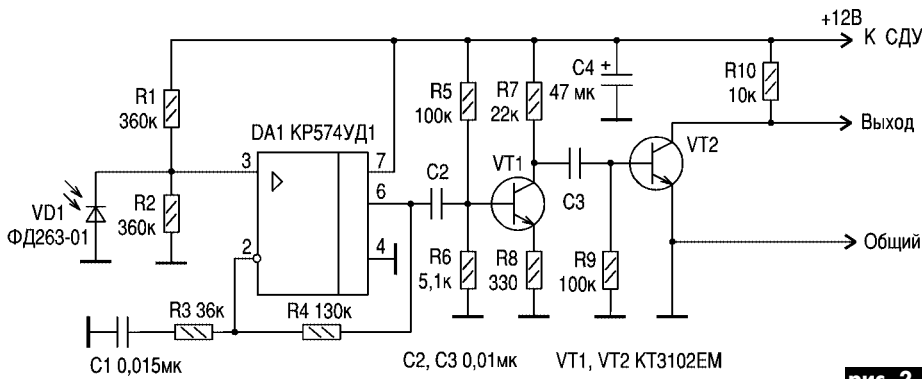 +12В
К СДУ
R1
360к
R5
100к
R7
22к
C4 +
47 мк
R10
10к
DA1 КР574УД1
Выход
3
7
6
4
2
C2
VT1
C3
VT2
VD1
ФД263-01
R2
360к
R6
5,1к
R8
330
R9
100к
Общий
R3 36к
R4 130к
C1 0,015мк
C2, C3 0,01мк
VT1, VT2 КТ3102ЕМ